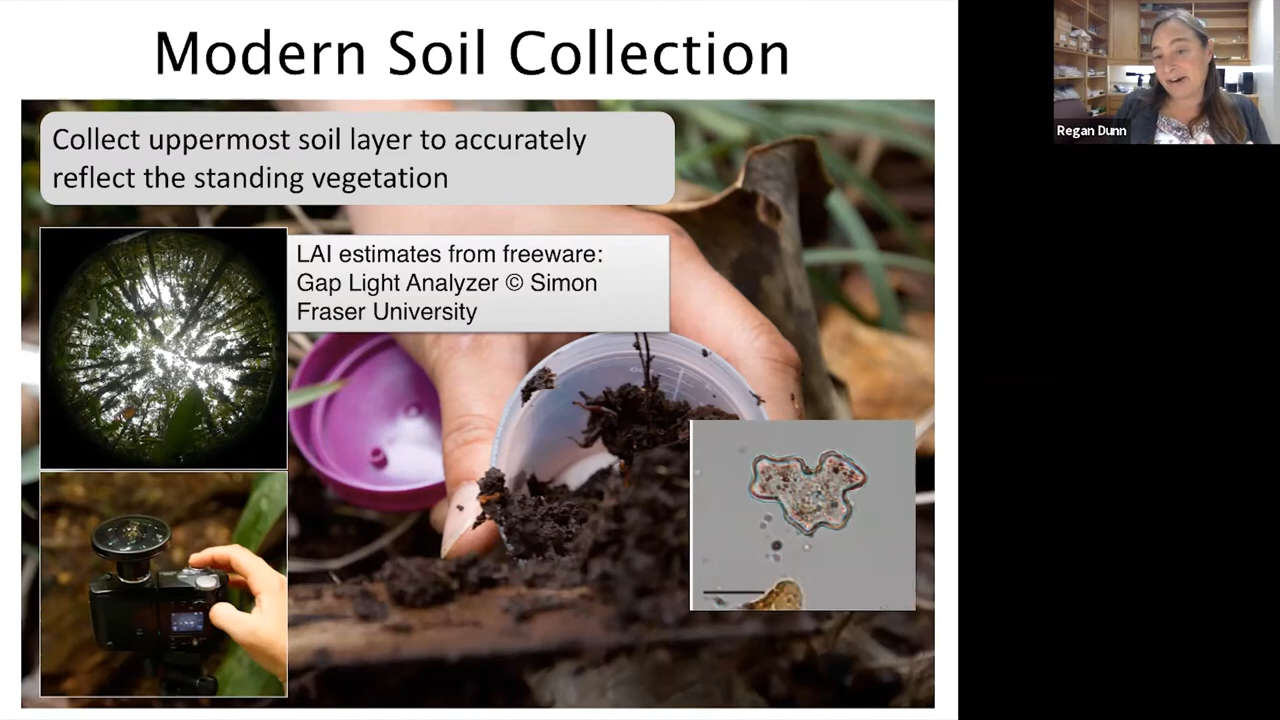 Modern Soil Collection
Collect uppermost soil layer to accurately
reflect the standing vegetation
LAI estimates from freeware:
Gap Light Analyzer © Simon
Fraser University
Regan Dunn